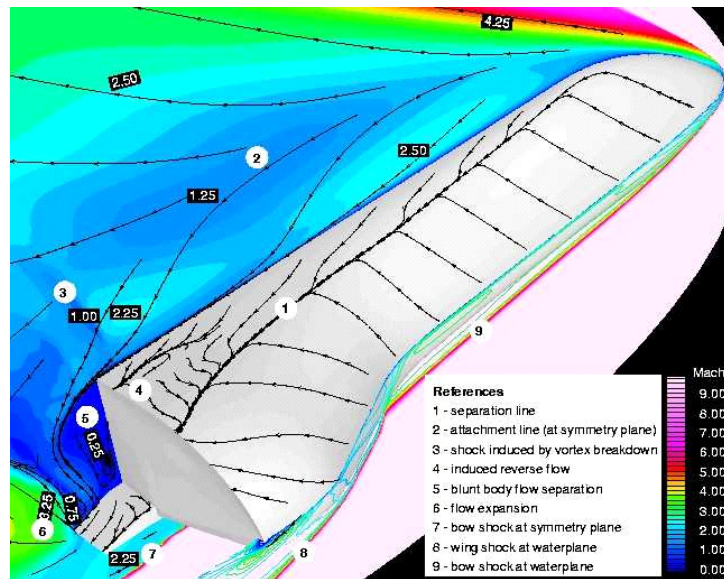 4.25
2.50
2
2.50
1.25
3
1.00
2.25
1
9
4
5
0.25
0.25
0.75
6
2.25
7
8
References
1 - separation line
2 - attachment line (at symmetry plane)
3 - shock induced by vortex breakdown
4 - induced reverse flow
5 - blunt body flow separation
6 - flow expansion
7 - bow shock at symmetry plane
8 - wing shock at waterplane
9 - bow shock at waterplane
Mach
9.00
8.00
7.00
6.00
5.00
4.00
3.00
2.00
1.00
0.00